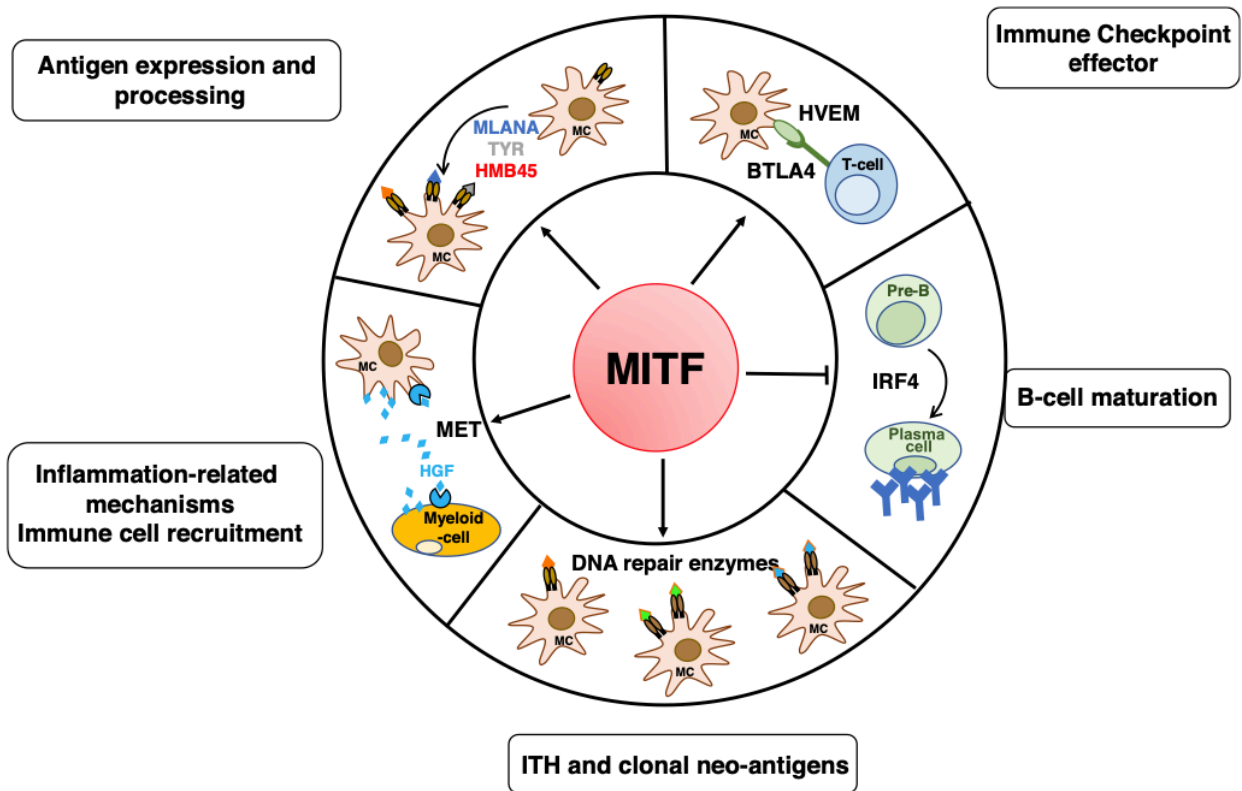 Antigen expression and
processing
Immune Checkpoint
effector
MC
MLANA
TYR
HMB45
MC
MC
HVEM
BTLA4
T-cell
MITF
Pre-B
IRF4
Plasma
cell
B-cell maturation
MC
MET
HGF
Myeloid
-cell
Inflammation-related
mechanisms
Immune cell recruitment
DNA repair enzymes
MC
MC
MC
ITH and clonal neo-antigens